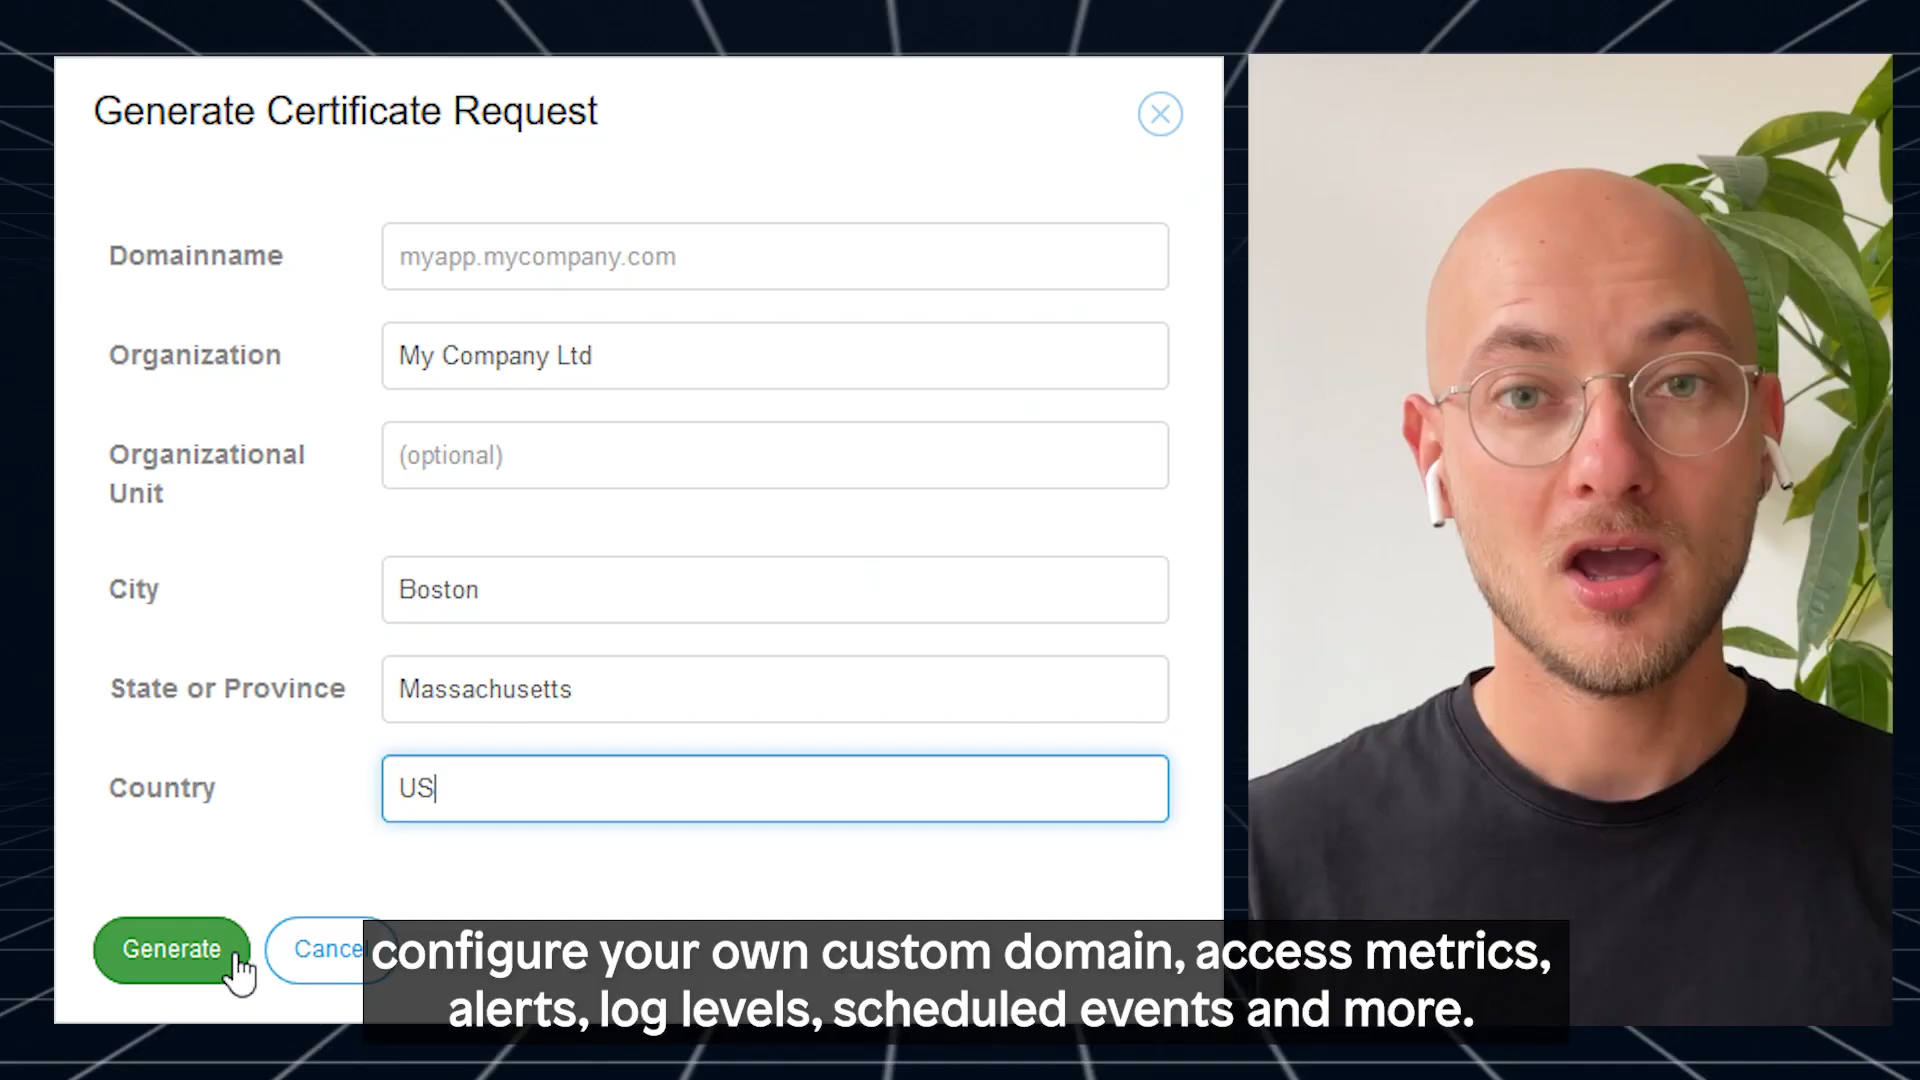 Generate Certificate Request
Domainname
myapp.mycompany.com
Organization
My Company Ltd
Organizational
Unit
(optional)
City
Boston
State or Province
Massachusetts
Country
US
Generate
Cancel
configure your own custom domain, access metrics,
alerts, log levels, scheduled events and more.